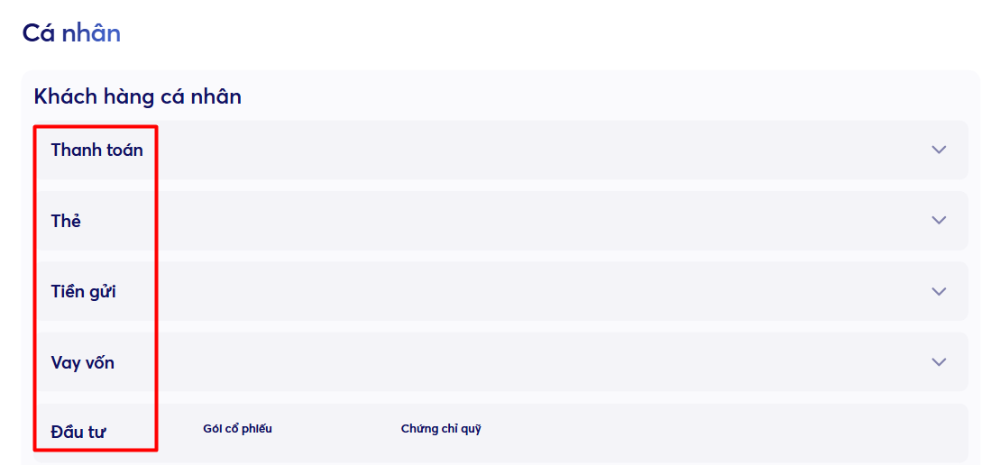 Cá nhân
Khách hàng cá nhân
Thanh toán
Thẻ
Tiền gửi
Vay vốn
Đầu tư
Gói cổ phiếu
Chứng chỉ quỹ